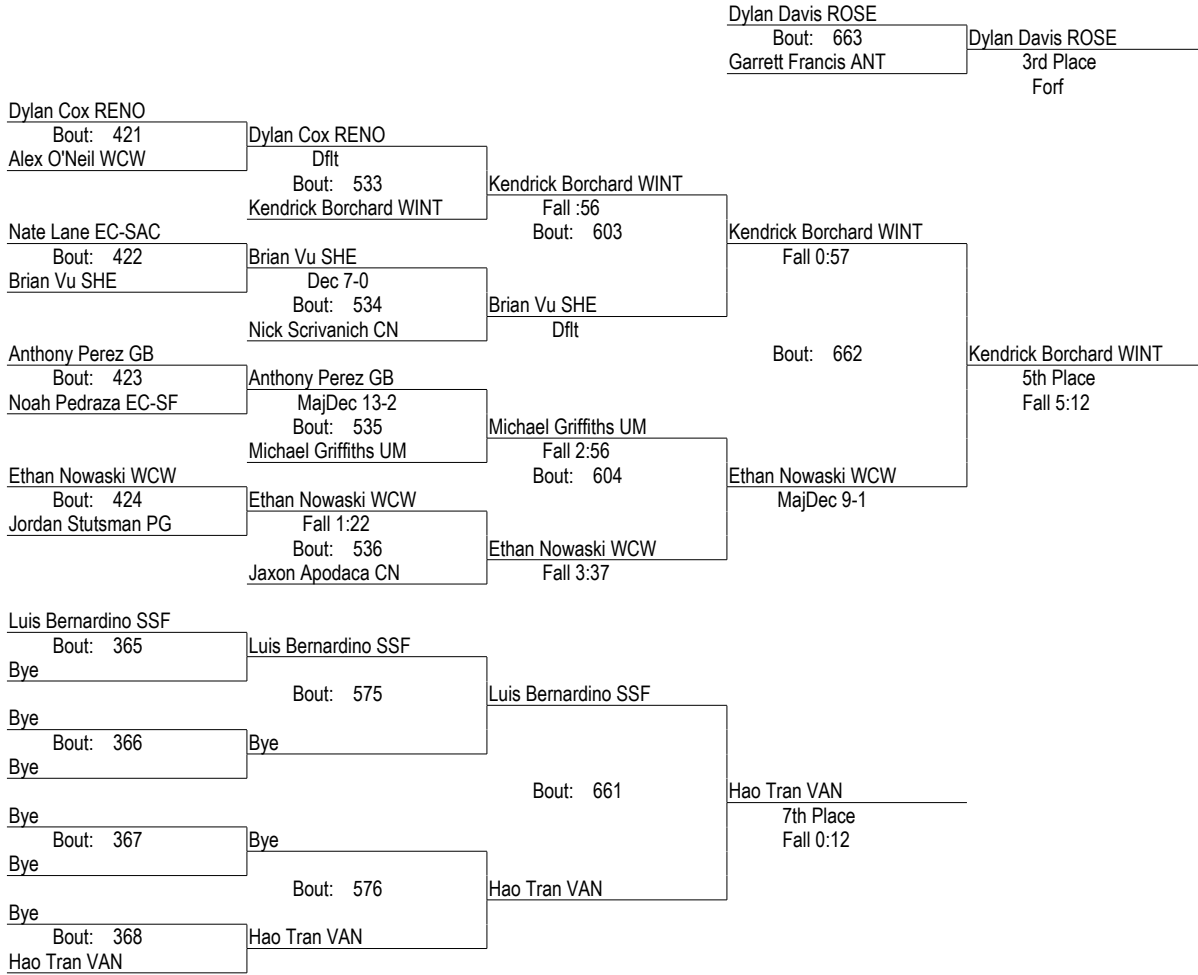 Dylan Davis ROSE
Bout: 663
Dylan Davis ROSE
Garrett Francis ANT
3rd Place
Forf
Dylan Cox RENO
Bout: 421
Dylan Cox RENO
Alex O'Neil WCW
Dflt
Bout: 533
Kendrick Borchard WINT
Kendrick Borchard WINT
Fall :56
Nate Lane EC-SAC
Bout: 603
Kendrick Borchard WINT
Bout: 422
Brian Vu SHE
Fall 0:57
Brian Vu SHE
Dec 7-0
Bout: 534
Brian Vu SHE
Nick Scrivanich CN
Dflt
Anthony Perez GB
Bout: 662
Kendrick Borchard WINT
Bout: 423
Anthony Perez GB
5th Place
Noah Pedraza EC-SF
MajDec 13-2
Fall 5:12
Bout: 535
Michael Griffiths UM
Michael Griffiths UM
Fall 2:56
Ethan Nowaski WCW
Bout: 604
Ethan Nowaski WCW
Bout: 424
Ethan Nowaski WCW
MajDec 9-1
Jordan Stutsman PG
Fall 1:22
Bout: 536
Ethan Nowaski WCW
Jaxon Apodaca CN
Fall 3:37
Luis Bernardino SSF
Bout: 365
Luis Bernardino SSF
Bye
Bout: 575
Luis Bernardino SSF
Bye
Bout: 366
Bye
Bye
Bout: 661
Hao Tran VAN
Bye
7th Place
Bout: 367
Bye
Fall 0:12
Bye
Bout: 576
Hao Tran VAN
Bye
Bout: 368
Hao Tran VAN
Hao Tran VAN